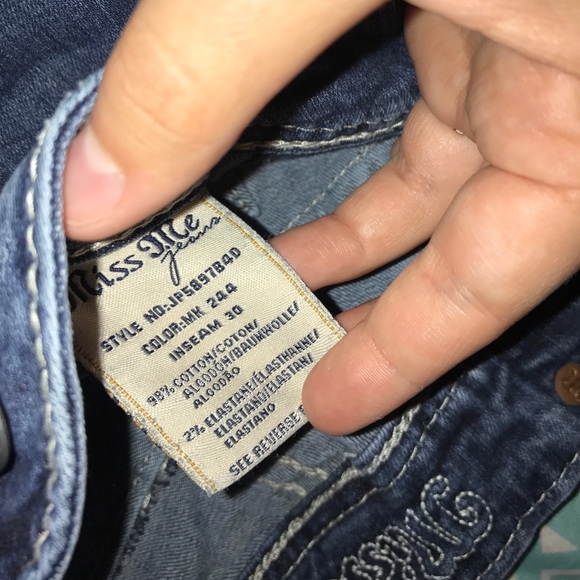 Miss Me
jeans
STYLE NO:JP5897B4D
COLOR:MK 244
INSEAM 30
98% COTTON/COTON/
ALGODON/BAUMWOLLE/
ALGODÃO
2% ELASTANE/ÉLASTHANNE/
ELASTANO/ELASTAN/
ELASTANO
SEE REVERSE